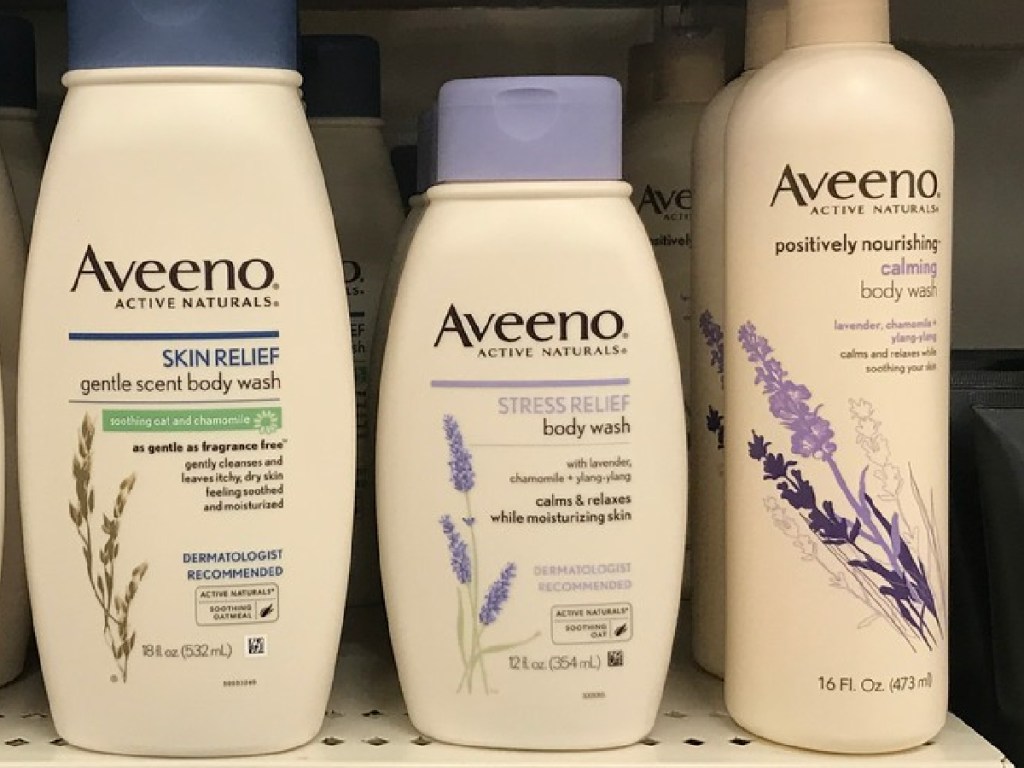 Aveeno.
ACTIVE NATURALS®
SKIN RELIEF
gentle scent body wash
soothing oat and chamomile
as gentle as fragrance free™
gently cleanses and
leaves itchy, dry skin
feeling soothed
and moisturized
DERMATOLOGIST
RECOMMENDED
ACTIVE NATURALS®
SOOTHING
OATMEAL
18 fl. oz. (532 mL)
Aveeno.
ACTIVE NATURALS®
STRESS RELIEF
body wash
with lavender,
chamomile + ylang-ylang
calms & relaxes
while moisturizing skin
DERMATOLOGIST
RECOMMENDED
ACTIVE NATURALS®
SOOTHING
OAT
12 fl. oz. (354 mL)
Avee
Aveeno.
ACTIVE NATURALS®
positively nourishing™
calming
body wash
lavender, chamomile +
ylang-ylang
calms and relaxes while
soothing your skin
16 Fl. Oz. (473 ml)